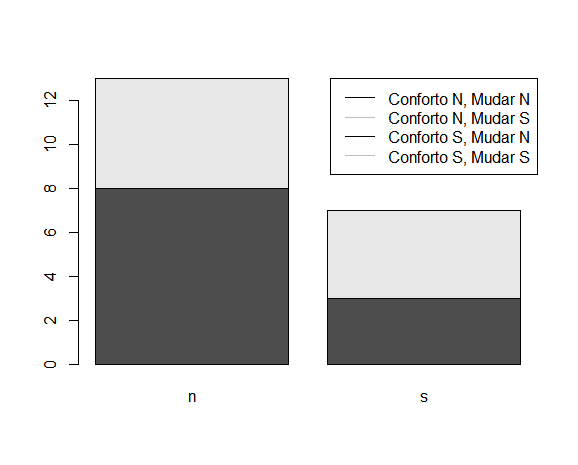 12
10
8
6
4
2
0
Conforto N, Mudar N
Conforto N, Mudar S
Conforto S, Mudar N
Conforto S, Mudar S
n
s